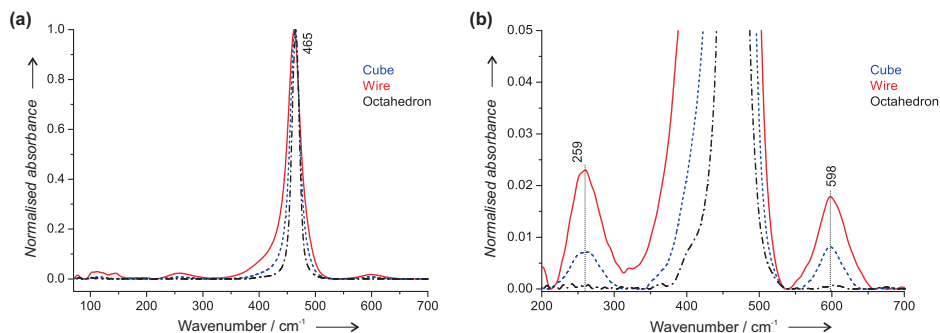 (a)
1.0
0.8
0.6
0.4
0.2
0.0
Normalised absorbance
465
Cube
Wire
Octahedron
100 200 300 400 500 600 700
Wavenumber / cm⁻¹
(b)
0.05
0.04
0.03
0.02
0.01
0.00
Normalised absorbance
259
598
Cube
Wire
Octahedron
200 300 400 500 600 700
Wavenumber / cm⁻¹